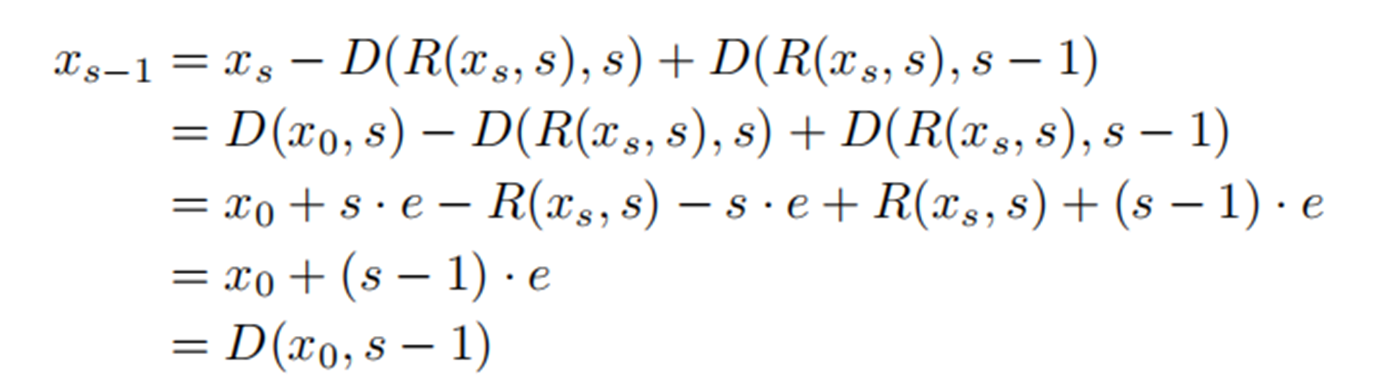 x_{s-1} = x_s − D(R(x_s, s), s) + D(R(x_s, s), s − 1)
= D(x_0, s) − D(R(x_s, s), s) + D(R(x_s, s), s − 1)
= x_0 + s · e − R(x_s, s) − s · e + R(x_s, s) + (s − 1) · e
= x_0 + (s − 1) · e
= D(x_0, s − 1)